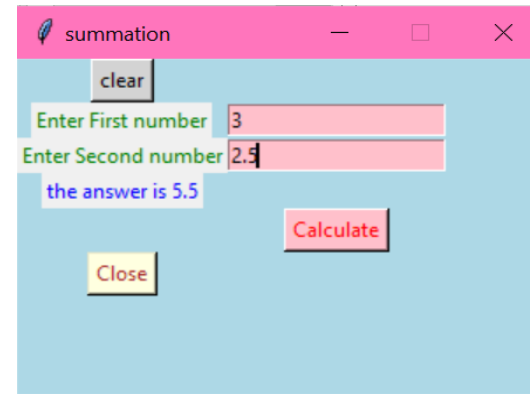 summation
clear
Enter First number 3
Enter Second number 2.5
the answer is 5.5
Calculate
Close